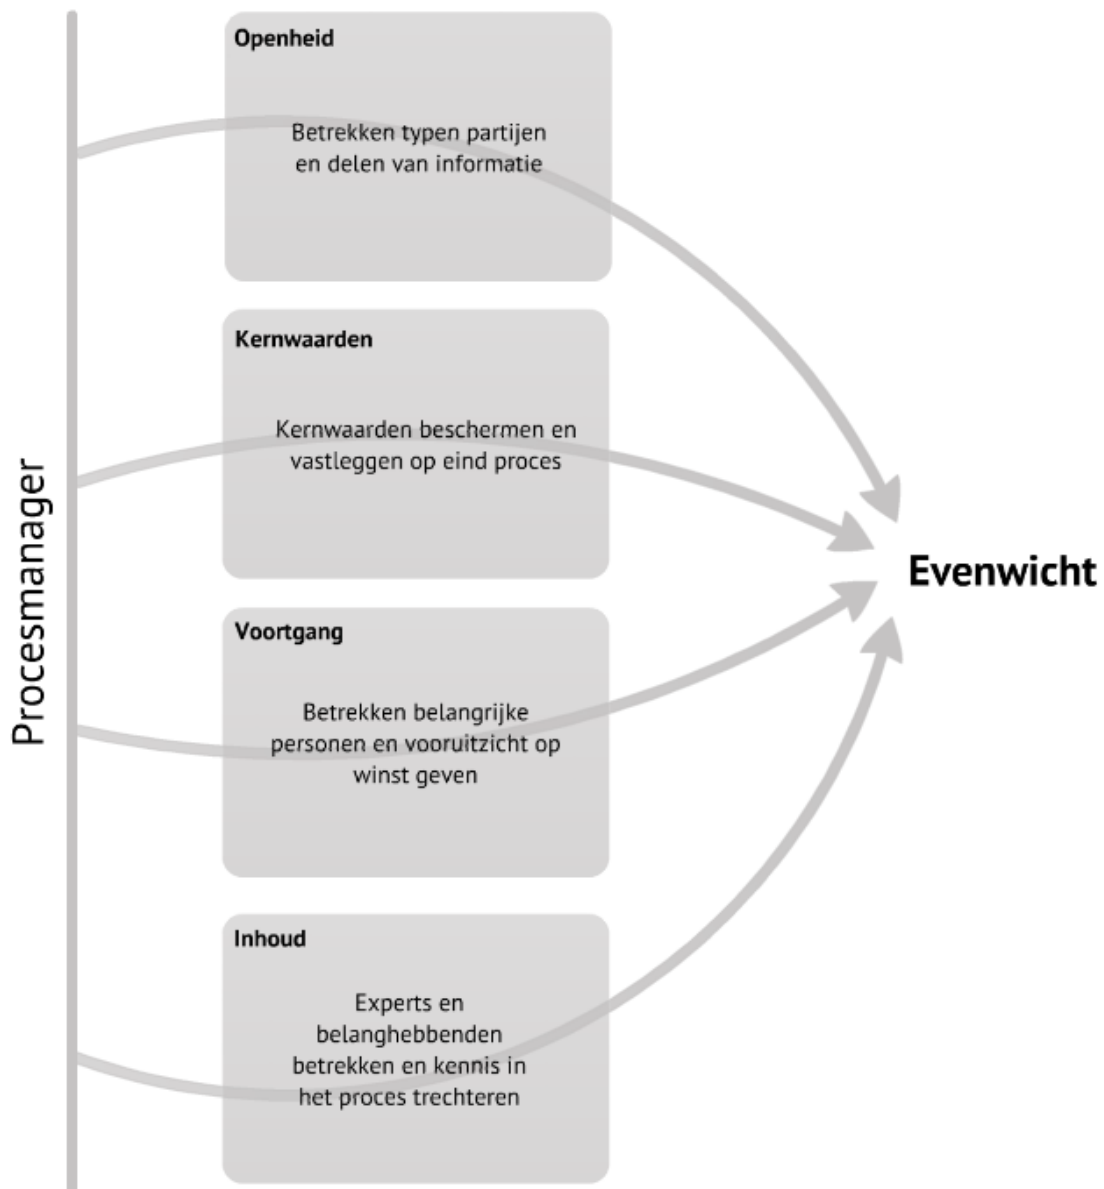 Procesmanager
Openheid
Betrekken typen partijen
en delen van informatie
Kernwaarden
Kernwaarden beschermen en
vastleggen op eind proces
Voortgang
Betrekken belangrijke
personen en vooruitzicht op
winst geven
Inhoud
Experts en
belanghebbenden
betrekken en kennis in
het proces trechteren
Evenwicht